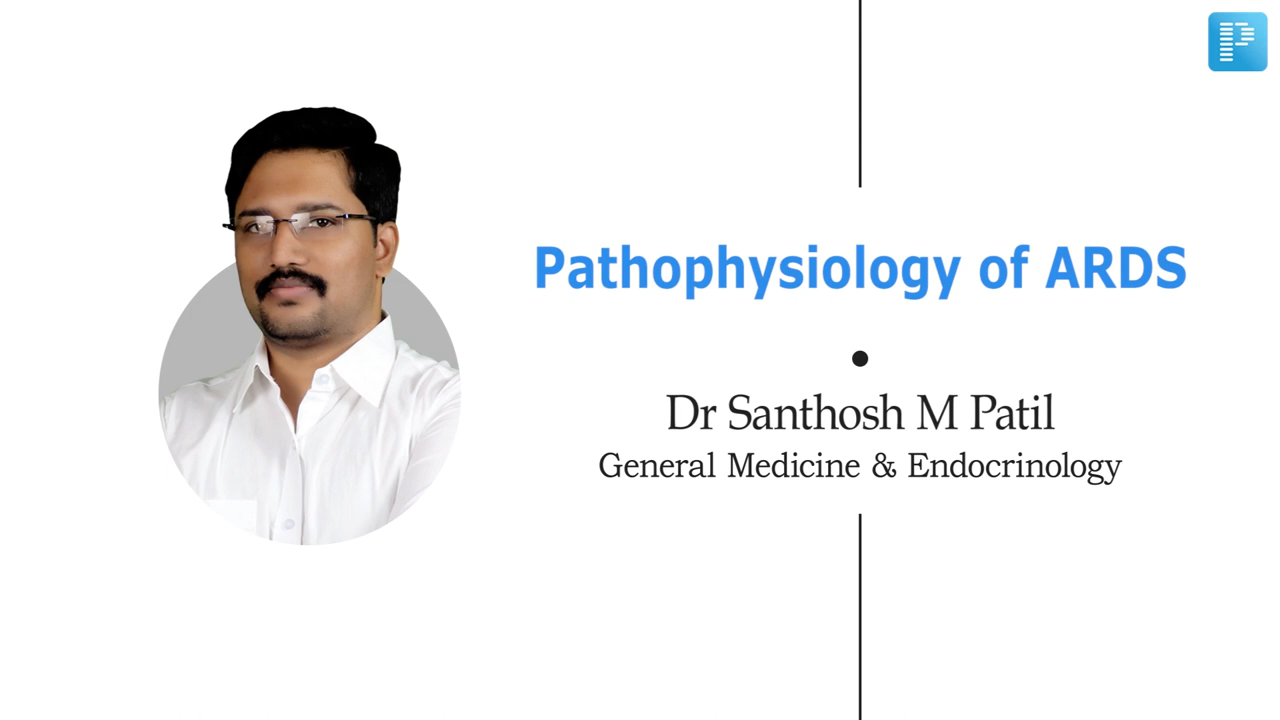 Pathophysiology of ARDS
Dr Santhosh M Patil
General Medicine & Endocrinology